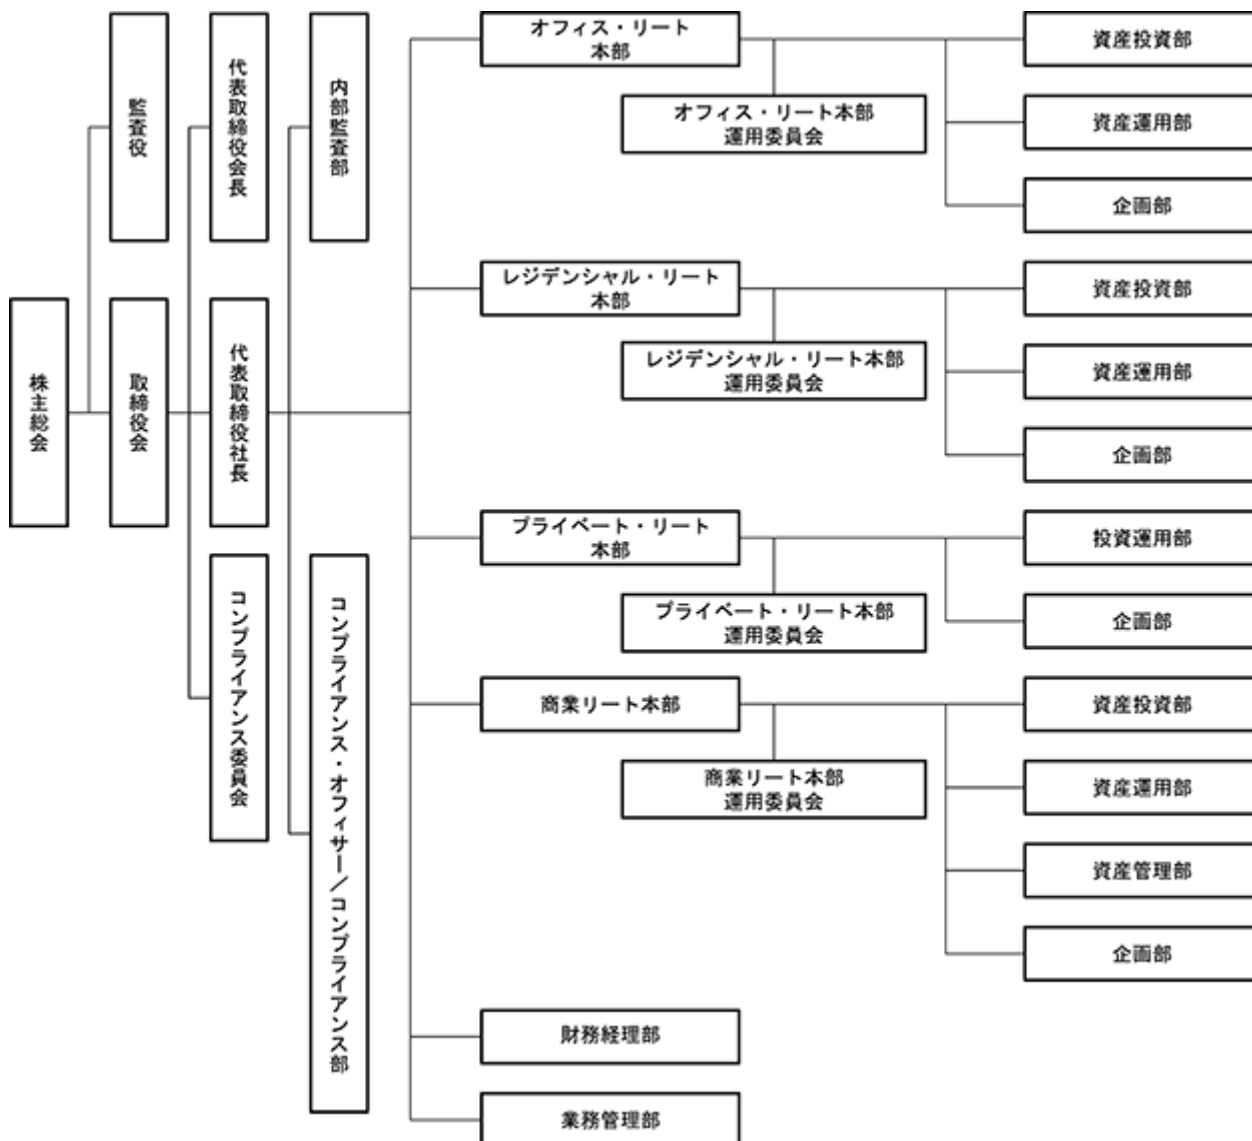 株主総会
監査役
取締役会
代表取締役会長
代表取締役社長
コンプライアンス委員会
内部監査部
コンプライアンス・オフィサー/コンプライアンス部
オフィス・リート
本部
オフィス・リート本部
運用委員会
資産投資部
資産運用部
企画部
レジデンシャル・リート
本部
レジデンシャル・リート本部
運用委員会
資産投資部
資産運用部
企画部
プライベート・リート
本部
プライベート・リート本部
運用委員会
投資運用部
企画部
商業リート本部
商業リート本部
運用委員会
資産投資部
資産運用部
資産管理部
企画部
財務経理部
業務管理部